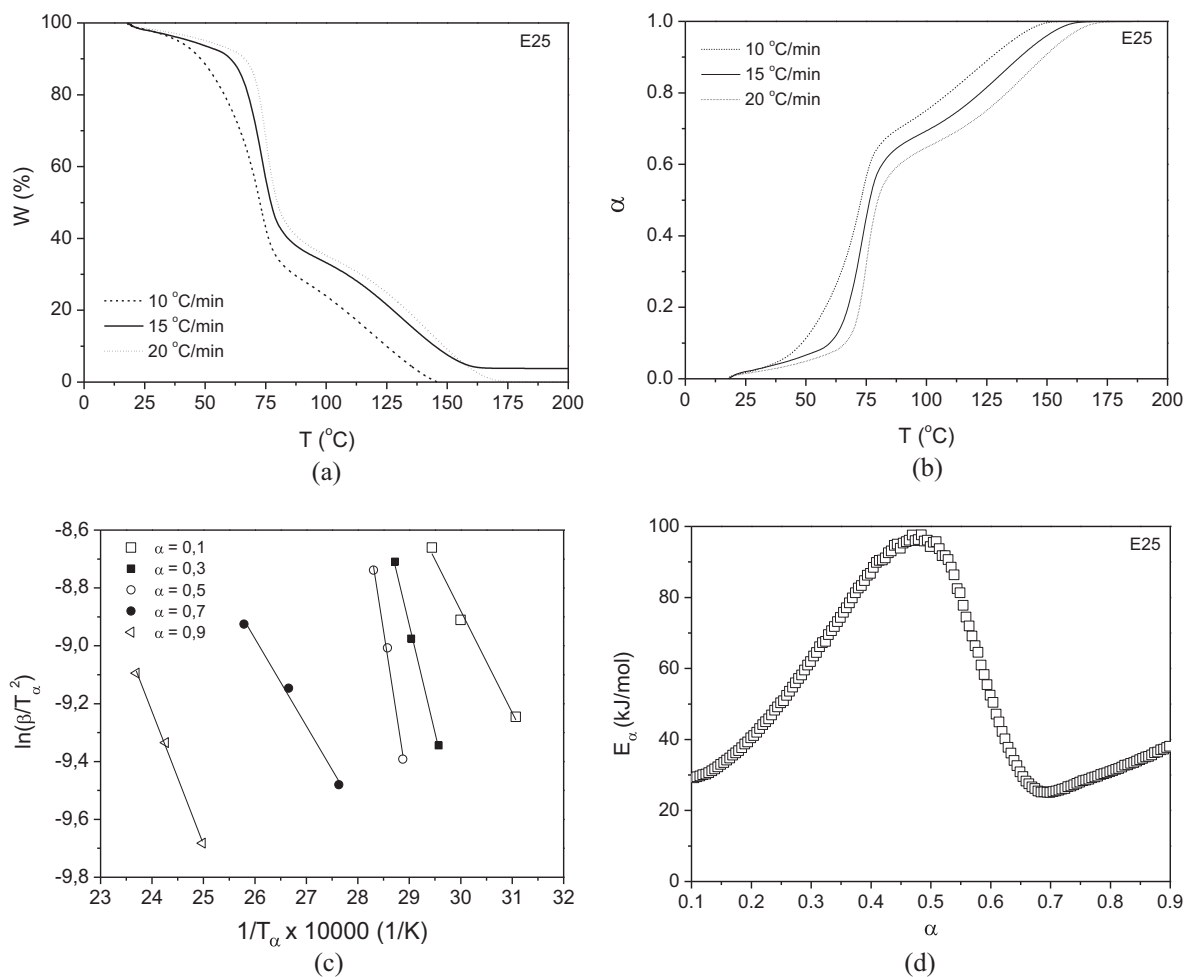 E25
W (%)
100
80
60
40
20
0
10 °C/min
15 °C/min
20 °C/min
0 25 50 75 100 125 150 175 200
T (°C)
(a)
E25
α
1.0
0.8
0.6
0.4
0.2
0.0
10 °C/min
15 °C/min
20 °C/min
0 25 50 75 100 125 150 175 200
T (°C)
(b)
ln(β/Tα²)
-8,6
-8,8
-9,0
-9,2
-9,4
-9,6
-9,8
α = 0,1
α = 0,3
α = 0,5
α = 0,7
α = 0,9
23 24 25 26 27 28 29 30 31 32
1/Tα x 10000 (1/K)
(c)
E25
Eα (kJ/mol)
100
80
60
40
20
0
0.1 0.2 0.3 0.4 0.5 0.6 0.7 0.8 0.9
α
(d)